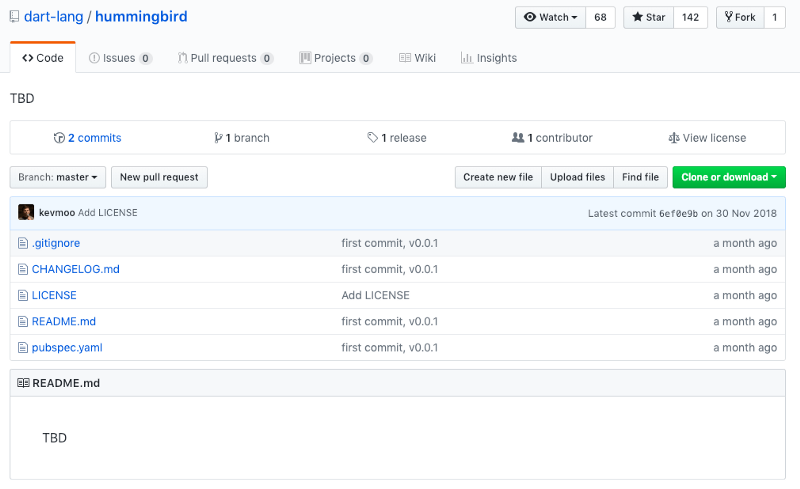 dart-lang / hummingbird
Watch 68 Star 142 Fork 1
Code Issues 0 Pull requests 0 Projects 0 Wiki Insights
TBD
2 commits 1 branch 1 release 1 contributor View license
Branch: master New pull request Create new file Upload files Find file Clone or download
kevmoo Add LICENSE Latest commit 6ef0e9b on 30 Nov 2018
.gitignore first commit, v0.0.1 a month ago
CHANGELOG.md first commit, v0.0.1 a month ago
LICENSE Add LICENSE a month ago
README.md first commit, v0.0.1 a month ago
pubspec.yaml first commit, v0.0.1 a month ago
README.md
TBD